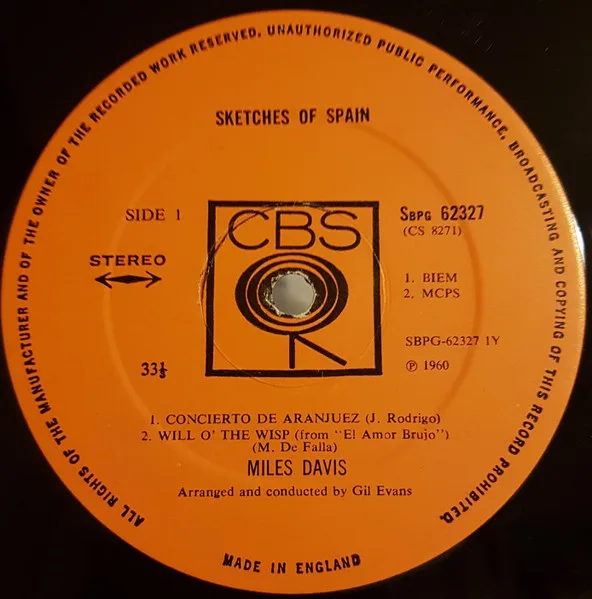 ALL RIGHTS OF THE MANUFACTURER AND OF THE OWNER OF THE RECORDED WORK RESERVED. UNAUTHORIZED PUBLIC PERFORMANCE, BROADCASTING AND COPYING OF THIS RECORD PROHIBITED.
SKETCHES OF SPAIN
SIDE 1
CBS
SBPG 62327
(CS 8271)
STEREO
1. BIEM
2. MCPS
SBPG-62327 1Y
33⅓
℗ 1960
1. CONCIERTO DE ARANJUEZ (J. Rodrigo)
2. WILL O' THE WISP (from "El Amor Brujo")
(M. De Falla)
MILES DAVIS
Arranged and conducted by Gil Evans
MADE IN ENGLAND